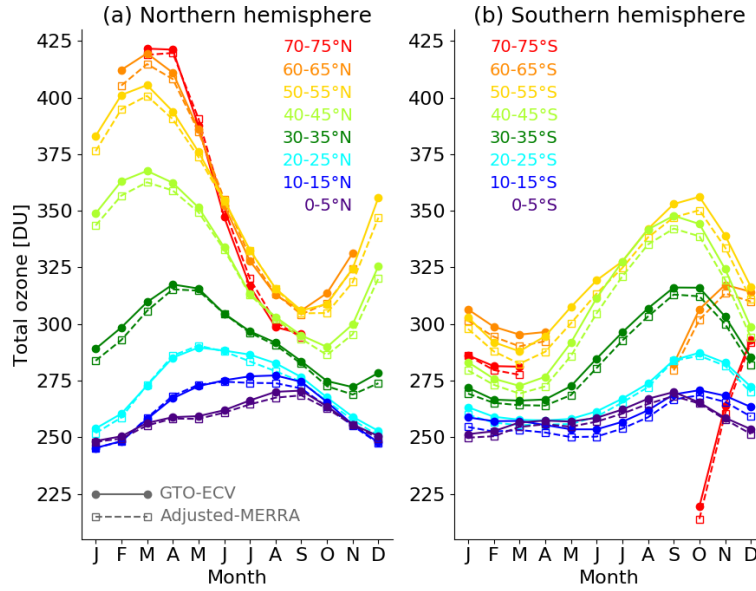 (a) Northern hemisphere
(b) Southern hemisphere
Total ozone [DU]
425
400
375
350
325
300
275
250
225
70-75°N
60-65°N
50-55°N
40-45°N
30-35°N
20-25°N
10-15°N
0-5°N
GTO-ECV
Adjusted-MERRA
J F M A M J J A S O N D
Month
425
400
375
350
325
300
275
250
225
70-75°S
60-65°S
50-55°S
40-45°S
30-35°S
20-25°S
10-15°S
0-5°S
J F M A M J J A S O N D
Month